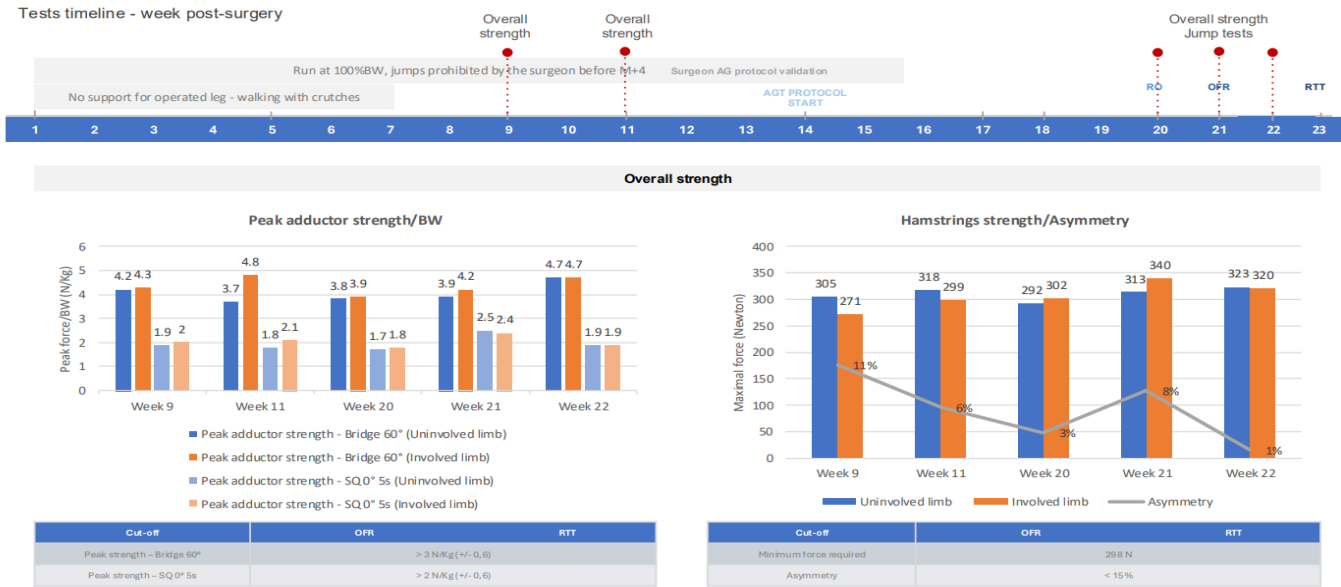 Tests timeline - week post-surgery
Overall strength
Overall strength
Overall strength
Jump tests
Run at 100%BW, jumps prohibited by the surgeon before M+4
Surgeon AG protocol validation
No support for operated leg - walking with crutches
AGT PROTOCOL START
RO
OFR
RTT
1 2 3 4 5 6 7 8 9 10 11 12 13 14 15 16 17 18 19 20 21 22 23
Overall strength
Peak adductor strength/BW
Peak force/BW (N/Kg)
6
5
4
3
2
1
0
4.2 4.3 1.9 2
3.7 4.8 1.8 2.1
3.8 3.9 1.7 1.8
3.9 4.2 2.5 2.4
4.7 4.7 1.9 1.9
Week 9 Week 11 Week 20 Week 21 Week 22
Peak adductor strength - Bridge 60° (Uninvolved limb)
Peak adductor strength - Bridge 60° (Involved limb)
Peak adductor strength - SQ 0° 5s (Uninvolved limb)
Peak adductor strength - SQ 0° 5s (Involved limb)
Cut-off OFR RTT
Peak strength – Bridge 60° > 3 N/Kg (+/- 0,6)
Peak strength – SQ 0° 5s > 2 N/Kg (+/- 0,6)
Hamstrings strength/Asymmetry
Maximal force (Newton)
400
350
300
250
200
150
100
50
0
305 271 11%
318 299 6%
292 302 3%
313 340 8%
323 320 1%
Week 9 Week 11 Week 20 Week 21 Week 22
Uninvolved limb Involved limb Asymmetry
Cut-off OFR RTT
Minimum force required 298 N
Asymmetry < 15%